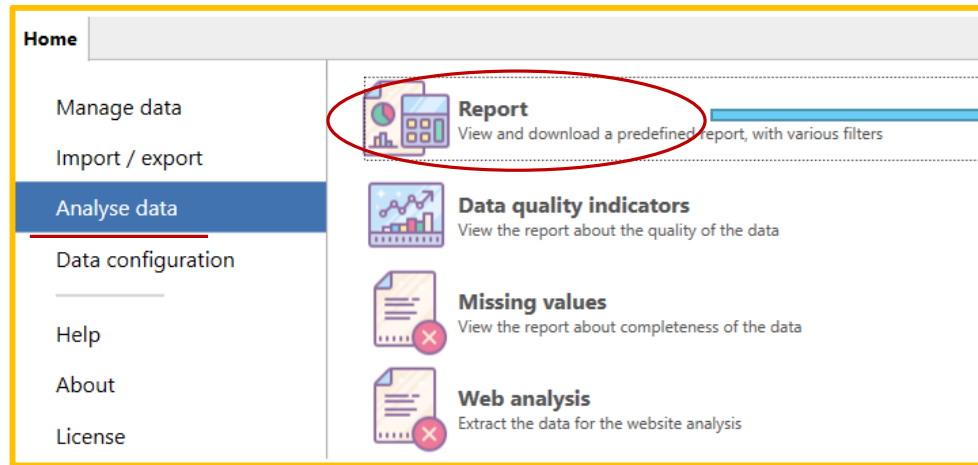 Home
Manage data
Import / export
Analyse data
Data configuration
Help
About
License
Report
View and download a predefined report, with various filters
Data quality indicators
View the report about the quality of the data
Missing values
View the report about completeness of the data
Web analysis
Extract the data for the website analysis